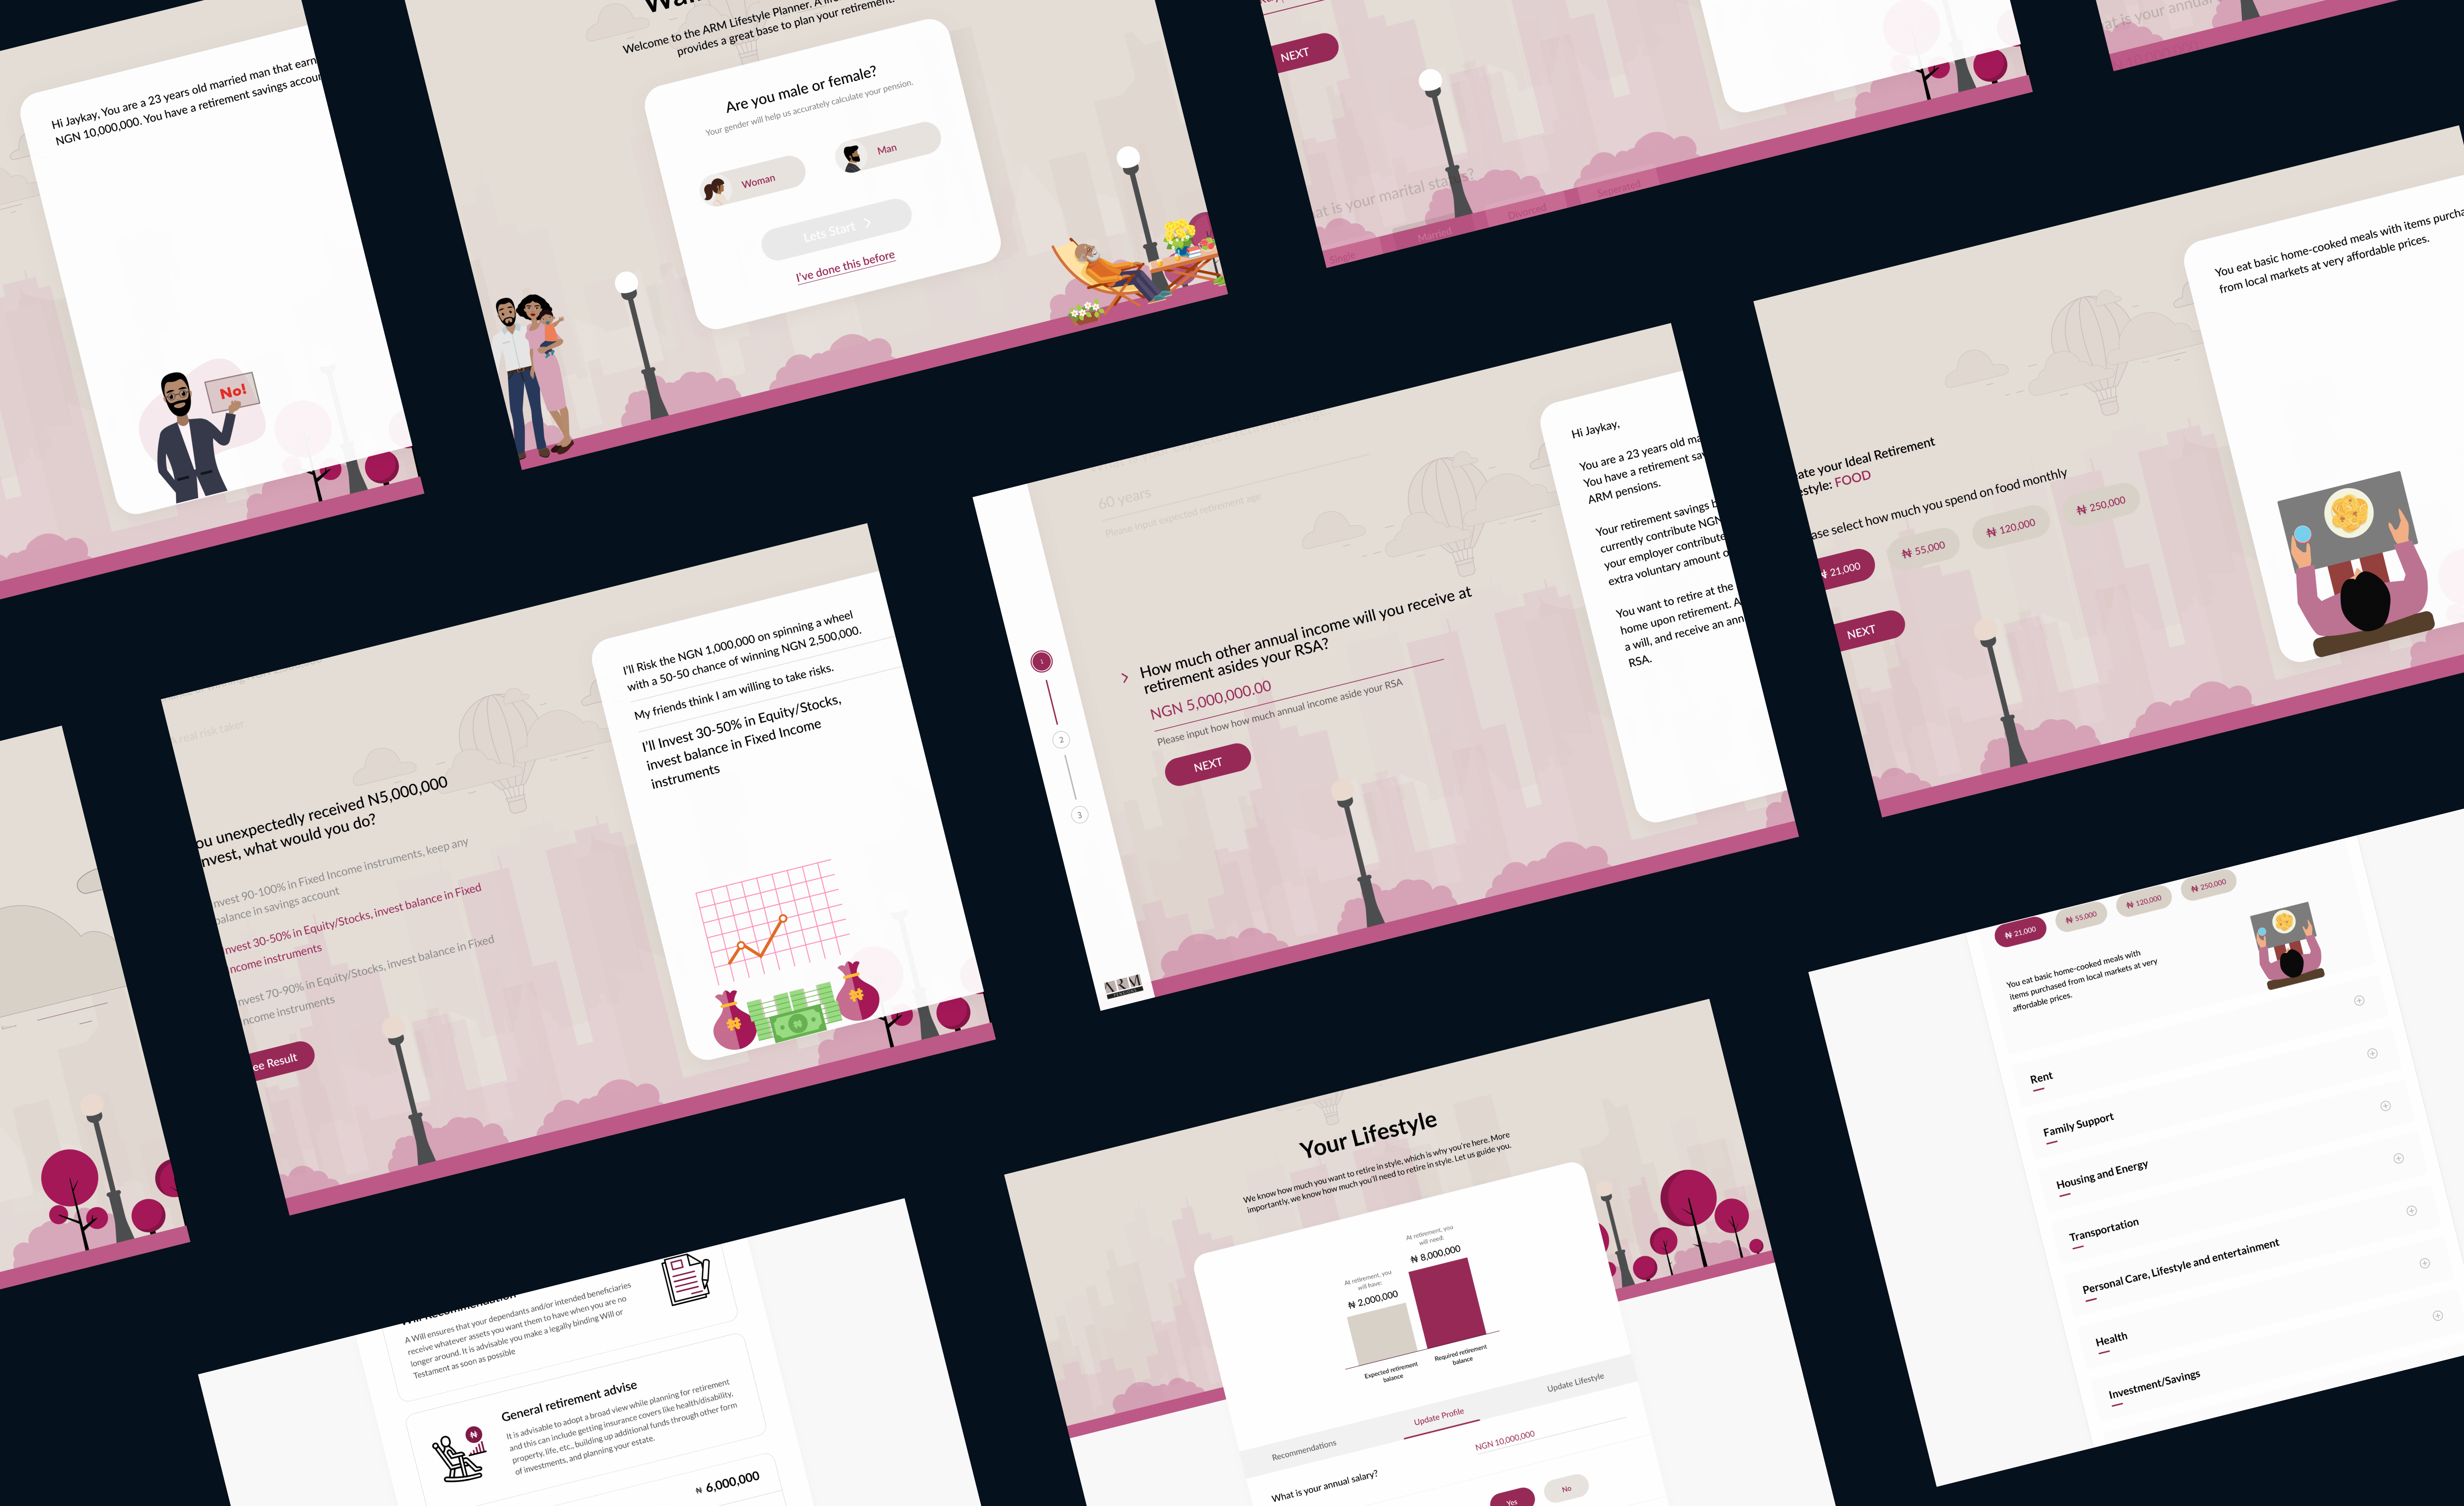 Hi Jaykay, You are a 23 years old married man that earn
NGN 10,000,000. You have a retirement savings accoun
No!
Welcome to the ARM Lifestyle Planner. A
provides a great base to plan your retirement.
Are you male or female?
Your gender will help us accurately calculate your pension.
Woman
Man
Lets Start
I've done this before
NEXT
at is your marital status?
Single
Married
Divorced
Seperated
at is your annual
You eat basic home-cooked meals with items purcha
from local markets at very affordable prices.
ate your Ideal Retirement
estyle: FOOD
ase select how much you spend on food monthly
₦ 21,000
₦ 55,000
₦ 120,000
₦ 250,000
NEXT
60 years
Please input expected retirement age
How much other annual income will you receive at
retirement asides your RSA?
NGN 5,000,000.00
Please input how how much annual income aside your RSA
NEXT
1
2
3
ARM
PENSIONS
Hi Jaykay,
You are a 23 years old ma
You have a retirement sav
ARM pensions.
Your retirement savings b
currently contribute NGN
your employer contribute
extra voluntary amount o
You want to retire at the
home upon retirement. A
a will, and receive an ann
RSA.
real risk taker
ou unexpectedly received N5,000,000
nvest, what would you do?
nvest 90-100% in Fixed Income instruments, keep any
balance in savings account
nvest 30-50% in Equity/Stocks, invest balance in Fixed
ncome instruments
nvest 70-90% in Equity/Stocks, invest balance in Fixed
ncome instruments
ee Result
I'll Risk the NGN 1,000,000 on spinning a wheel
with a 50-50 chance of winning NGN 2,500,000.
My friends think I am willing to take risks.
I'll Invest 30-50% in Equity/Stocks,
invest balance in Fixed Income
instruments
Will Recommendation
A Will ensures that your dependants and/or intended beneficiaries
receive whatever assets you want them to have when you are no
longer around. It is advisable you make a legally binding Will or
Testament as soon as possible
General retirement advise
It is advisable to adopt a broad view while planning for retirement
and this can include getting insurance covers like health/disability,
property, life, etc., building up additional funds through other form
of investments, and planning your estate.
₦ 6,000,000
Your Lifestyle
We know how much you want to retire in style, which is why you're here. More
importantly, we know how much you'll need to retire in style. Let us guide you.
At retirement, you
will have:
₦ 2,000,000
At retirement, you
will need:
₦ 8,000,000
Expected retirement
balance
Required retirement
balance
Recommendations
Update Profile
Update Lifestyle
What is your annual salary?
NGN 10,000,000
Yes
No
₦ 21,000
₦ 55,000
₦ 120,000
₦ 250,000
You eat basic home-cooked meals with
items purchased from local markets at very
affordable prices.
Rent
Family Support
Housing and Energy
Transportation
Personal Care, Lifestyle and entertainment
Health
Investment/Savings